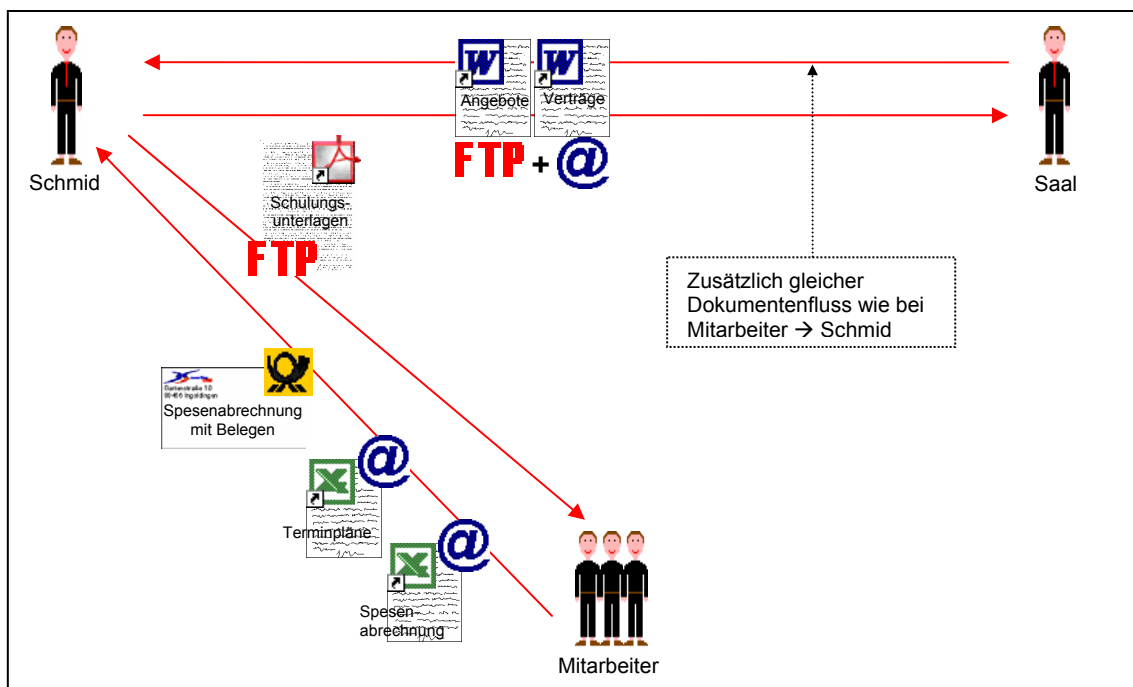 Angebote
Verträge
FTP + @
Schmid
Saal
Schulungs-
unterlagen
FTP
Zusätzlich gleicher
Dokumentenfluss wie bei
Mitarbeiter → Schmid
Spesenabrechnung
mit Belegen
@
Terminpläne
@
Spesen-
abrechnung
Mitarbeiter